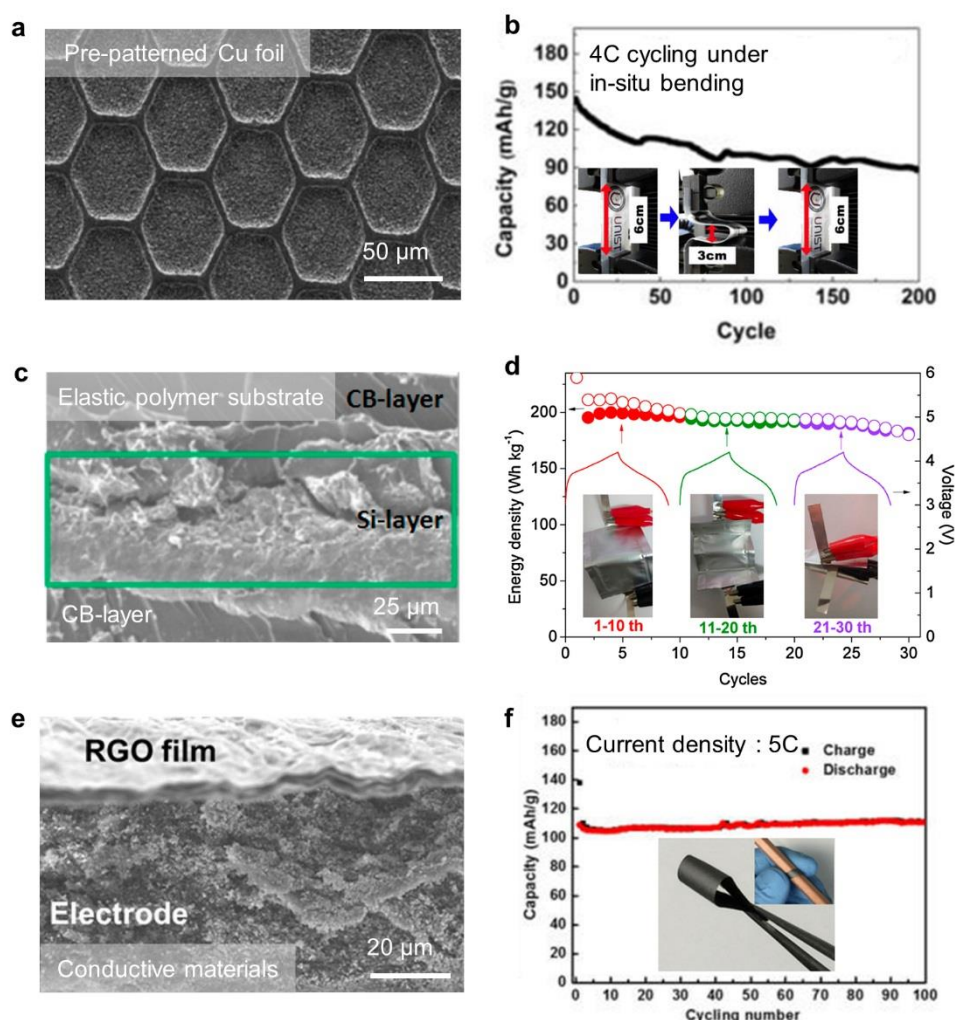 a
Pre-patterned Cu foil
50 μm
b
4C cycling under
in-situ bending
Capacity (mAh/g)
180
150
120
90
60
30
0
6cm
UNIST
3cm
6cm
UNIST
0
50
100
150
200
Cycle
c
Elastic polymer substrate
CB-layer
Si-layer
CB-layer
25 μm
d
Energy density (Wh kg⁻¹)
200
150
100
50
0
6
5
4
3
2
1
0
Voltage (V)
1-10 th
11-20 th
21-30 th
0
5
10
15
20
25
30
Cycles
e
RGO film
Electrode
Conductive materials
20 μm
f
Current density : 5C
Charge
Discharge
Capacity (mAh/g)
180
160
140
120
100
80
60
40
20
0
0
10
20
30
40
50
60
70
80
90
100
Cycling number